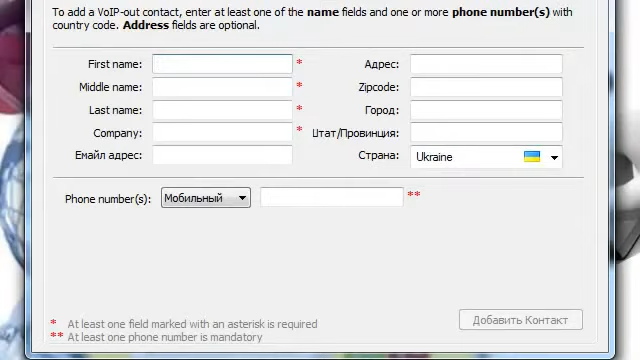 To add a VoIP-out contact, enter at least one of the name fields and one or more phone number(s) with
country code. Address fields are optional.
First name: * Адрес:
Middle name: * Zipcode:
Last name: * Город:
Company: * Штат/Провинция:
Емайл адрес: Страна: Ukraine
Phone number(s): Мобильный **
* At least one field marked with an asterisk is required
** At least one phone number is mandatory
Добавить Контакт